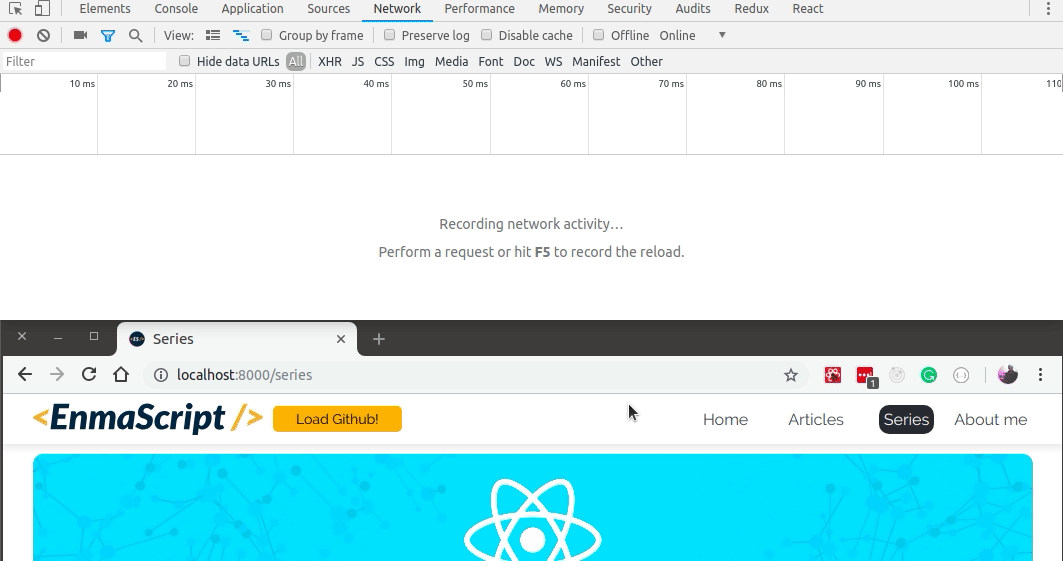 Elements Console Application Sources Network Performance Memory Security Audits Redux React
View: Group by frame Preserve log Disable cache Offline Online
Filter Hide data URLs All XHR JS CSS Img Media Font Doc WS Manifest Other
10 ms 20 ms 30 ms 40 ms 50 ms 60 ms 70 ms 80 ms 90 ms 100 ms 110
Recording network activity…
Perform a request or hit F5 to record the reload.
Series
localhost:8000/series 1
<EnmaScript /> Load Github! Home Articles Series About me